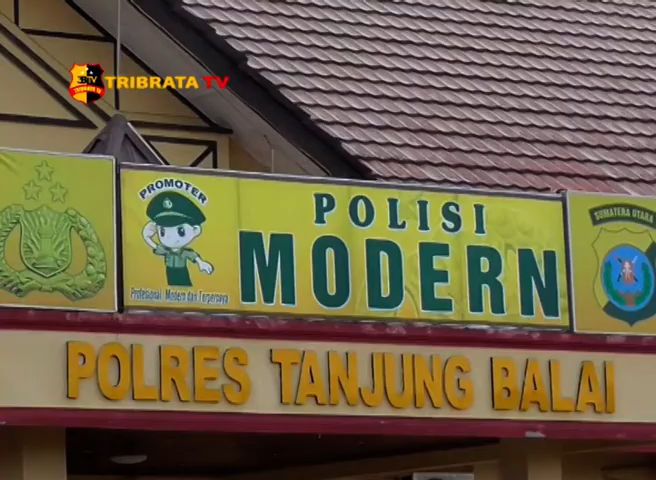 TRIBRATA TV
PROMOTER
Profesional, Modern dan Terpercaya
POLISI
MODERN
SUMATERA UTARA
POLRES TANJUNG BALAI